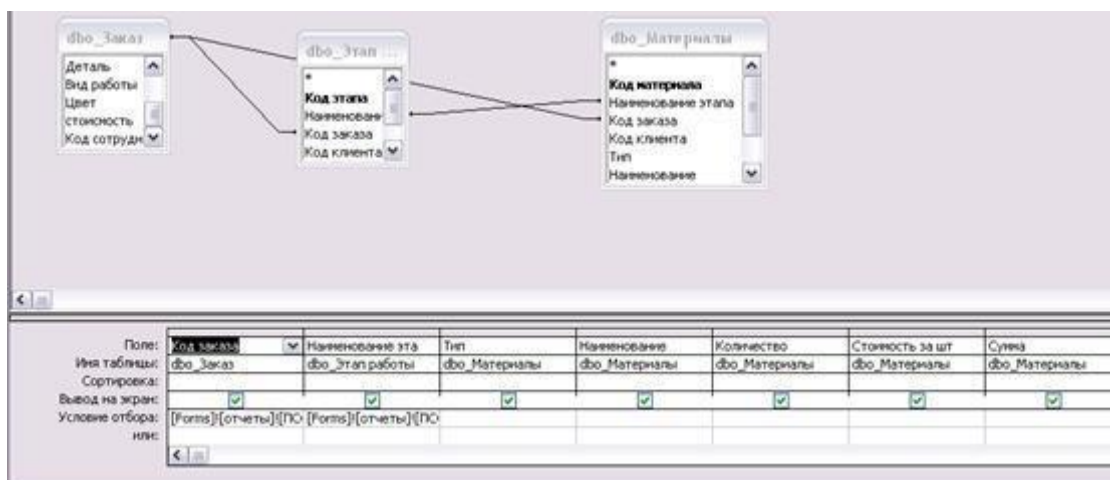 dbo_Заказ
Деталь
Вид работы
Цвет
стоисность
Код сотрудн
dbo_Этап ...
*
Код этапа
Наименовани
Код заказа
Код клиента
dbo_Материалы
*
Код материала
Наименование этапа
Код заказа
Код клиента
Тип
Наименование
Поле: Код заказа Наименование эта Тип Наименование Количество Стоимость за шт Сумма
Имя таблицы: dbo_Заказ dbo_Этап работы dbo_Материалы dbo_Материалы dbo_Материалы dbo_Материалы dbo_Материалы
Сортировка:
Вывод на экран:
Условие отбора: [Forms]![отчеты]![ПС [Forms]![отчеты]![ПС
или: